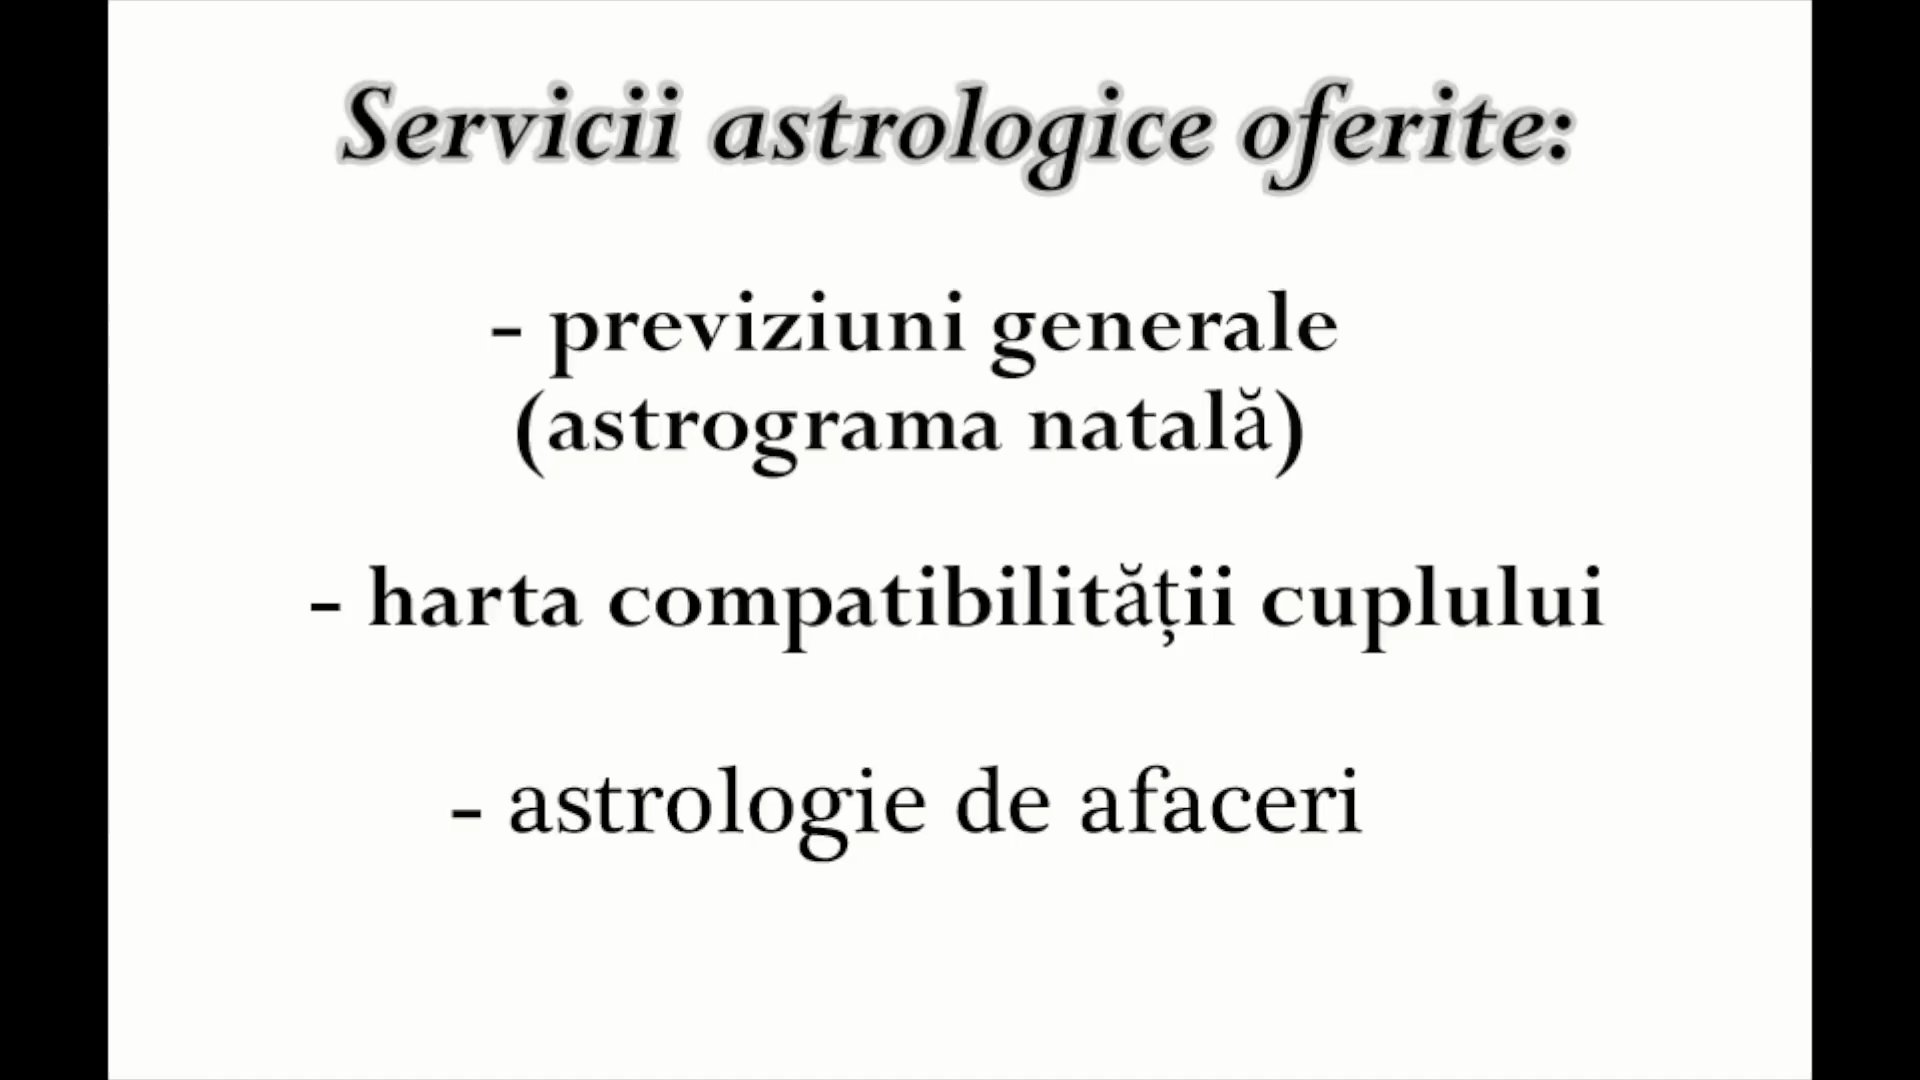 Servicii astrologice oferite:
- previziuni generale
(astrograma natală)
- harta compatibilității cuplului
- astrologie de afaceri